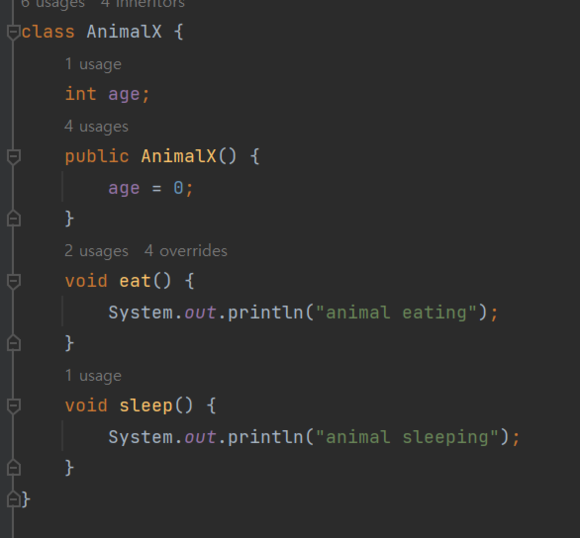 6 usages   4 inheritors
class AnimalX {
1 usage
int age;
4 usages
public AnimalX() {
age = 0;
}
2 usages   4 overrides
void eat() {
System.out.println("animal eating");
}
1 usage
void sleep() {
System.out.println("animal sleeping");
}
}